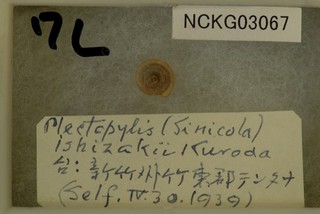 NCKG03067
7L
Plectopylis (Sinicola)
ishizakii Kuroda
台: 新竹州竹東郡テンタナ
(Self. IV. 30. 1939)